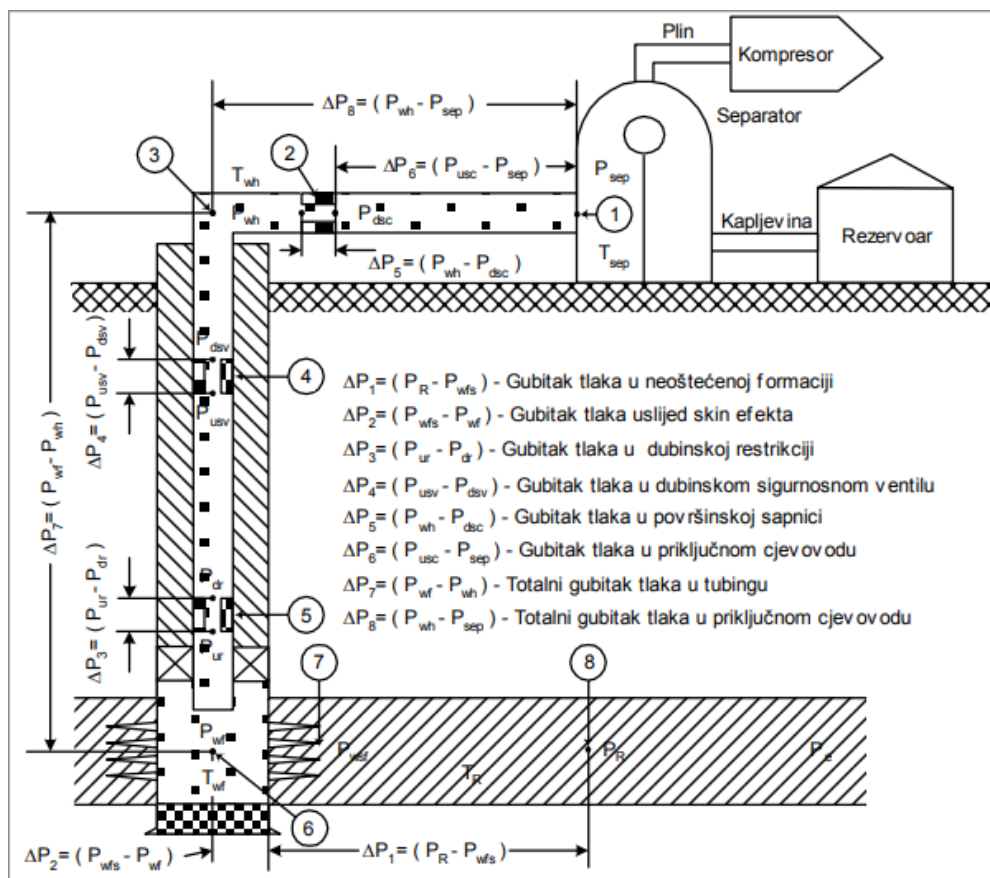 Plin
Kompresor
ΔP8= ( Pwh - Psep )
Separator
3
2
ΔP6= ( Pusc - Psep )
Twh
Psep
Pwh
Pdsc
1
Kapljevina
Rezervoar
ΔP5= ( Pwh - Pdsc )
Tsep
Pdsv
ΔP4= ( Pusv - Pdsv )
4
Pusv
ΔP7= ( Pwf - Pwh )
ΔP1= ( PR - Pwfs ) - Gubitak tlaka u neoštećenoj formaciji
ΔP2= ( Pwfs - Pwf ) - Gubitak tlaka uslijed skin efekta
ΔP3= ( Pur - Pdr ) - Gubitak tlaka u dubinskoj restrikciji
ΔP4= ( Pusv - Pdsv ) - Gubitak tlaka u dubinskom sigurnosnom ventilu
ΔP5= ( Pwh - Pdsc ) - Gubitak tlaka u površinskoj sapnici
ΔP6= ( Pusc - Psep ) - Gubitak tlaka u priključnom cjevovodu
ΔP7= ( Pwf - Pwh ) - Totalni gubitak tlaka u tubingu
ΔP8= ( Pwh - Psep ) - Totalni gubitak tlaka u priključnom cjevovodu
Pdr
ΔP3= ( Pur - Pdr )
5
Pur
7
8
Pwf
Pwsf
PR
Pe
Twf
TR
6
ΔP2= ( Pwfs - Pwf )
ΔP1= ( PR - Pwfs )